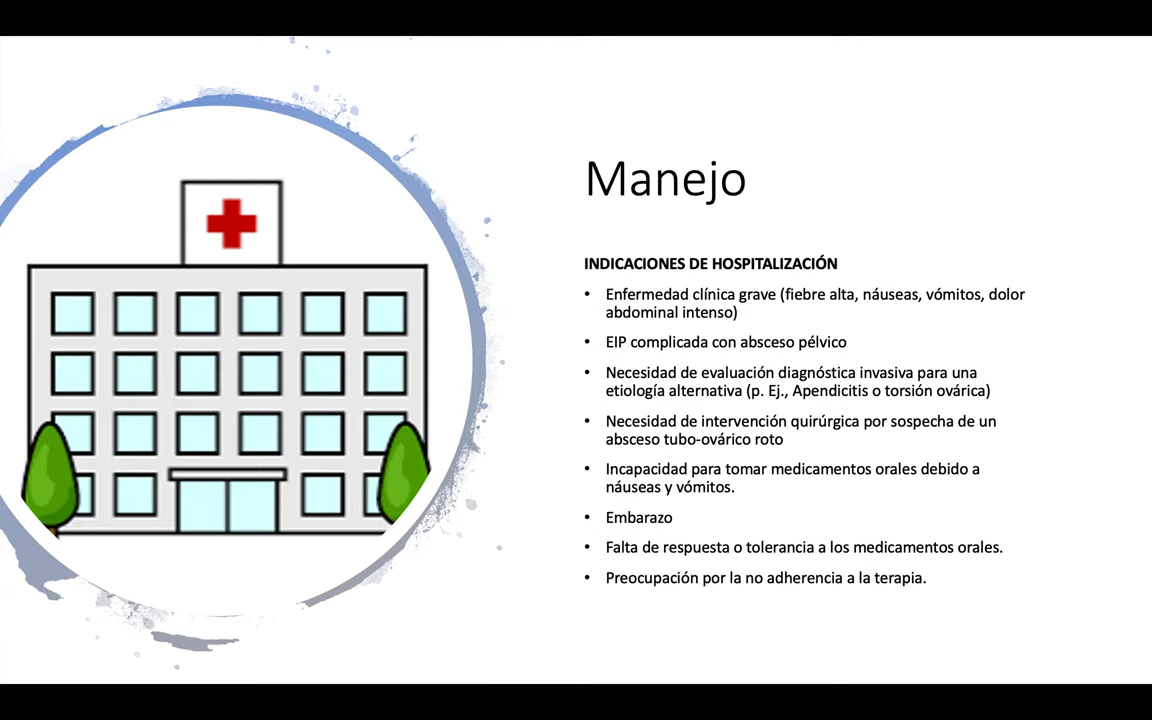 Manejo
INDICACIONES DE HOSPITALIZACIÓN
• Enfermedad clínica grave (fiebre alta, náuseas, vómitos, dolor
abdominal intenso)
• EIP complicada con absceso pélvico
• Necesidad de evaluación diagnóstica invasiva para una
etiología alternativa (p. Ej., Apendicitis o torsión ovárica)
• Necesidad de intervención quirúrgica por sospecha de un
absceso tubo-ovárico roto
• Incapacidad para tomar medicamentos orales debido a
náuseas y vómitos.
• Embarazo
• Falta de respuesta o tolerancia a los medicamentos orales.
• Preocupación por la no adherencia a la terapia.